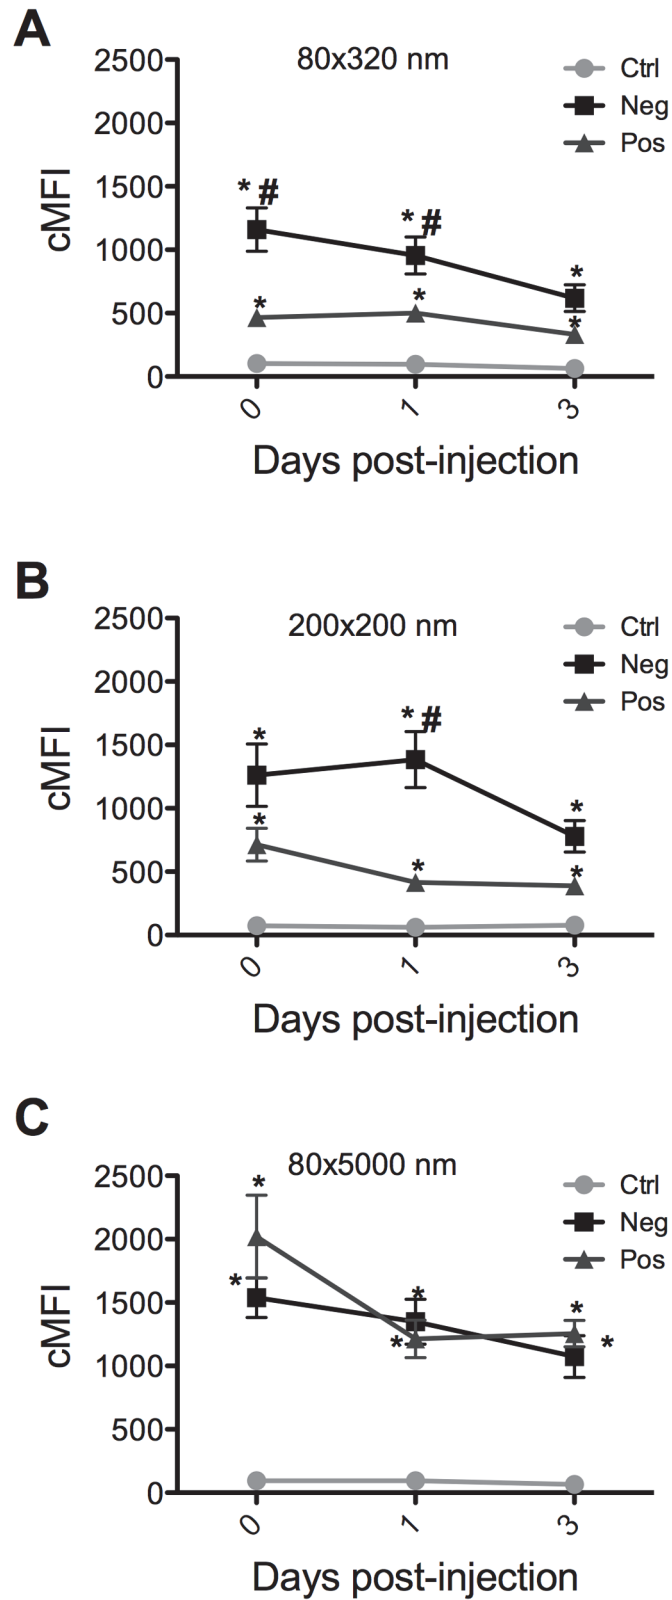 A
80x320 nm
2500
2000
1500
1000
500
0
cMFI
Ctrl
Neg
Pos
* #
* #
*
*
*
*
0 1 3
Days post-injection
B
200x200 nm
2500
2000
1500
1000
500
0
cMFI
Ctrl
Neg
Pos
*
* #
*
*
*
*
0 1 3
Days post-injection
C
80x5000 nm
2500
2000
1500
1000
500
0
cMFI
Ctrl
Neg
Pos
*
*
*
*
*
*
0 1 3
Days post-injection